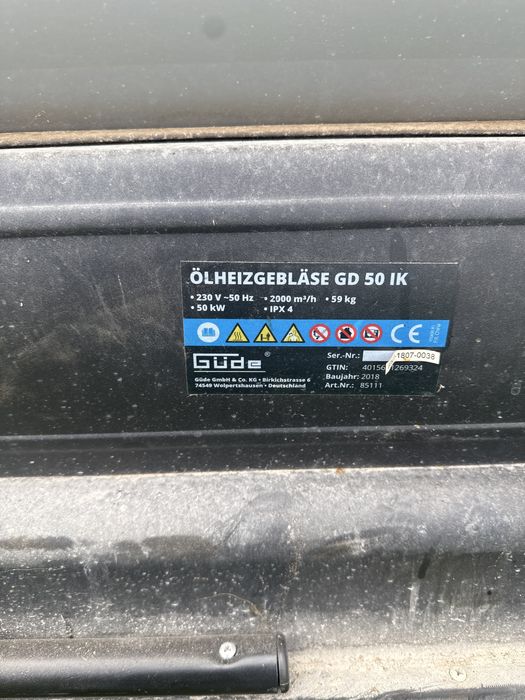 ÖLHEIZGEBLÄSE GD 50 IK
• 230 V ~50 Hz • 2000 m³/h • 59 kg
• 50 kW • IPX 4
CE
Güde®
Ser.-Nr.: 1807-0038
GTIN:
Baujahr: 2018
Art.Nr.: 85111
Güde GmbH & Co. KG • Birkichstrasse 6
74549 Wolpertshausen • Deutschland